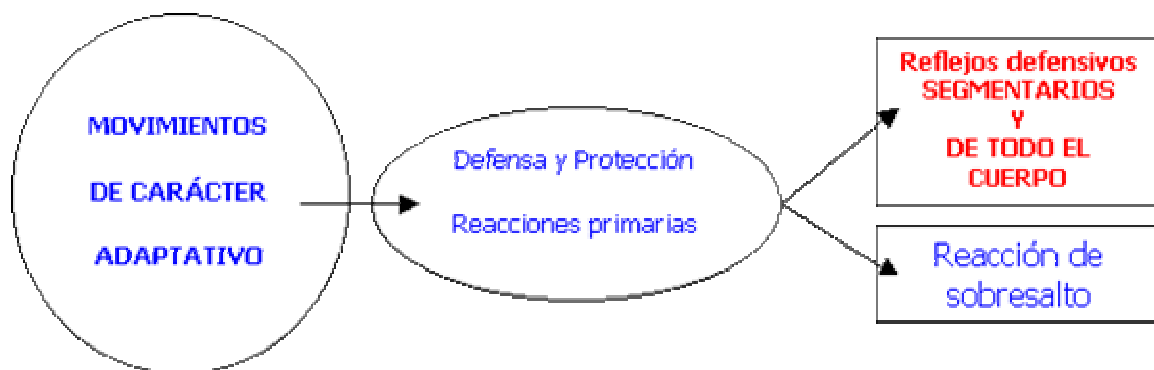 MOVIMIENTOS
DE CARÁCTER
ADAPTATIVO
Defensa y Protección
Reacciones primarias
Reflejos defensivos
SEGMENTARIOS
Y
DE TODO EL
CUERPO
Reacción de
sobresalto